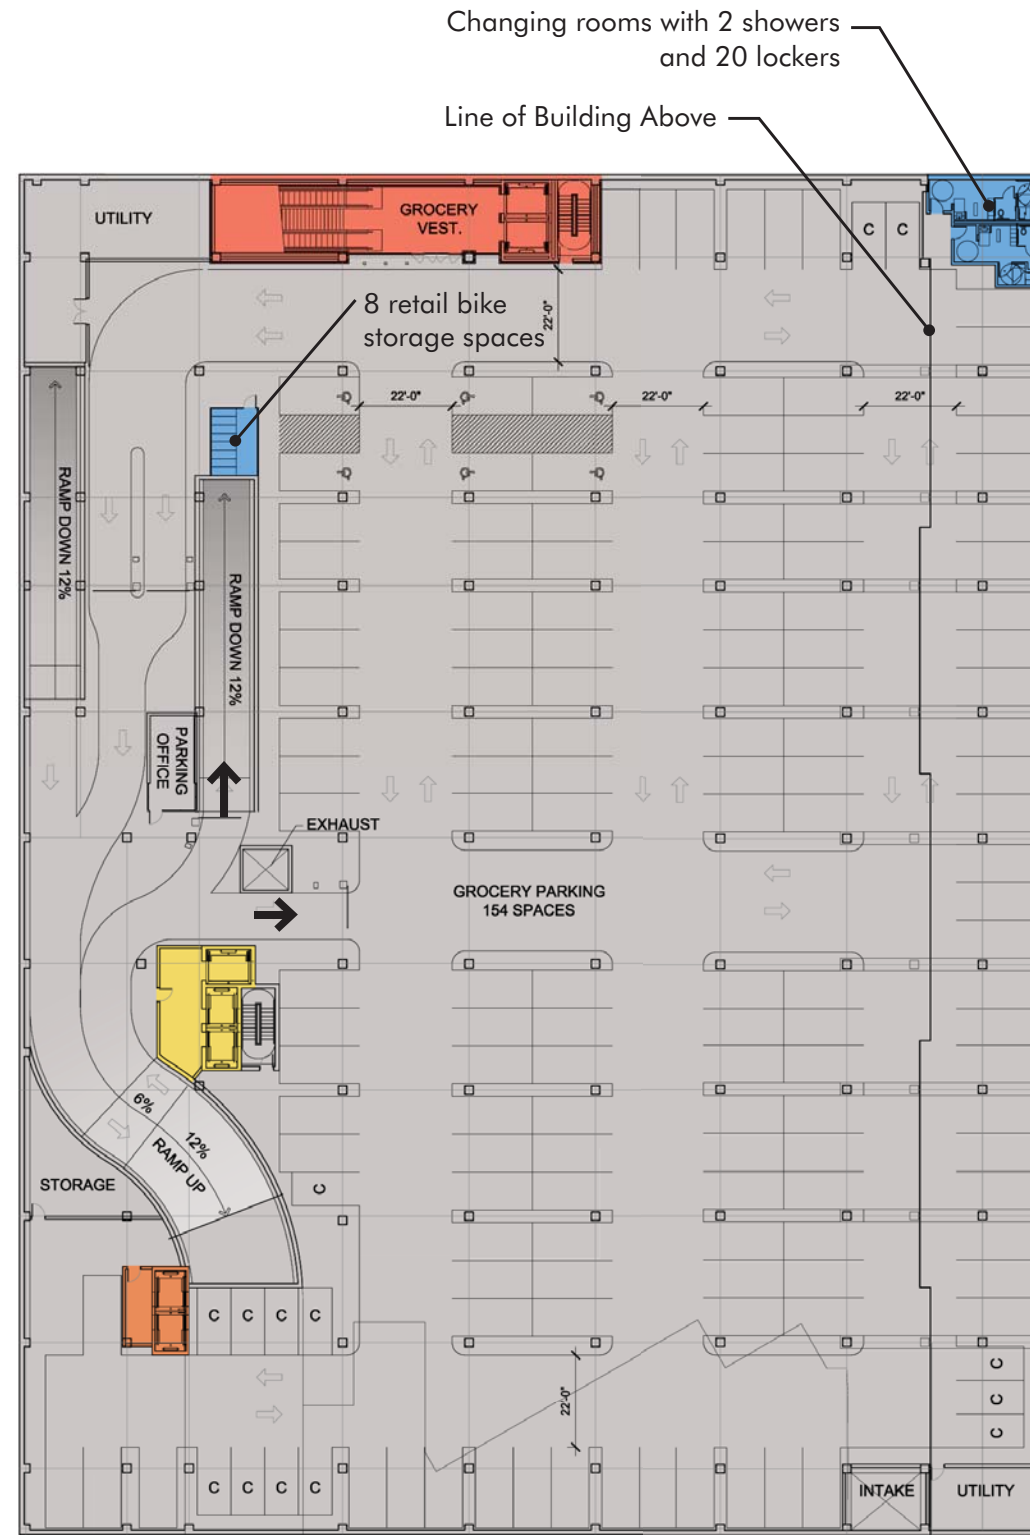 Changing rooms with 2 showers
and 20 lockers
Line of Building Above
UTILITY
GROCERY
VEST.
C
C
8 retail bike
storage spaces
22'-0"
22'-0"
22'-0"
22'-0"
RAMP DOWN 12%
RAMP DOWN 12%
PARKING
OFFICE
EXHAUST
GROCERY PARKING
154 SPACES
6%
12%
RAMP UP
STORAGE
C
C
C
C
C
22'-0"
C
C
C
C
C
C
C
INTAKE
UTILITY